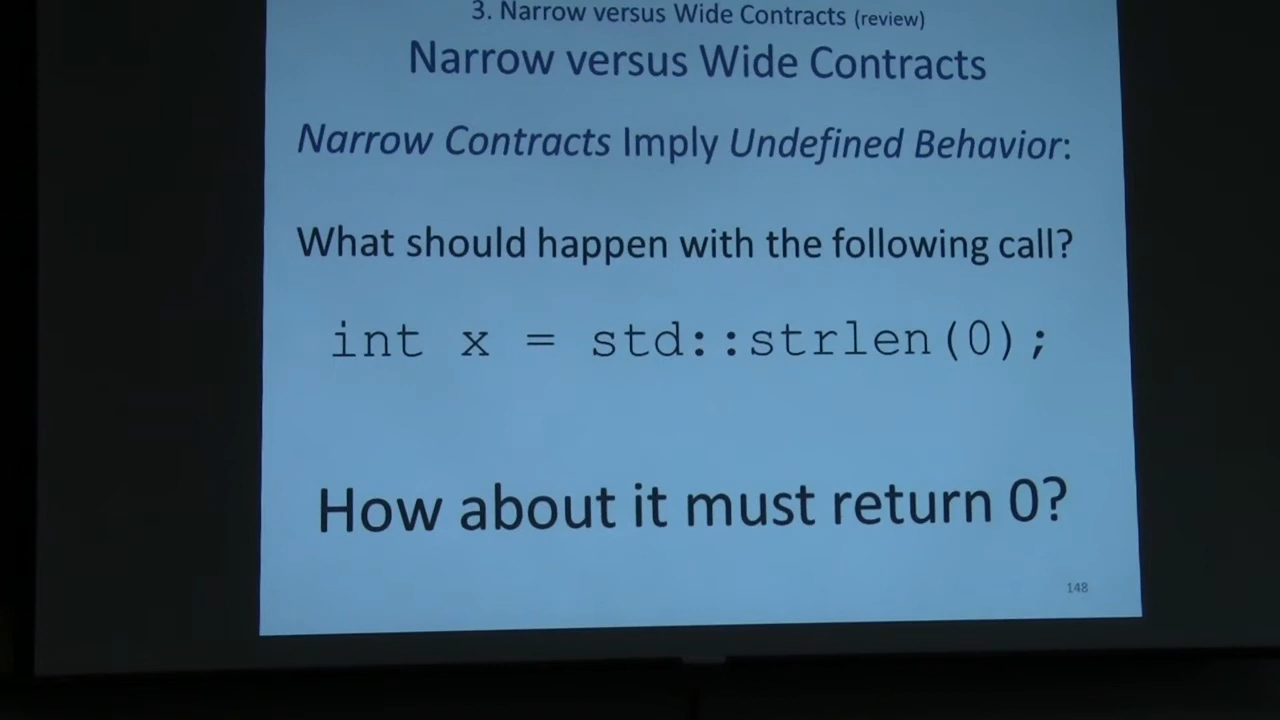 3. Narrow versus Wide Contracts (review)
Narrow versus Wide Contracts
Narrow Contracts Imply Undefined Behavior:
What should happen with the following call?
int x = std::strlen(0);
How about it must return 0?
148